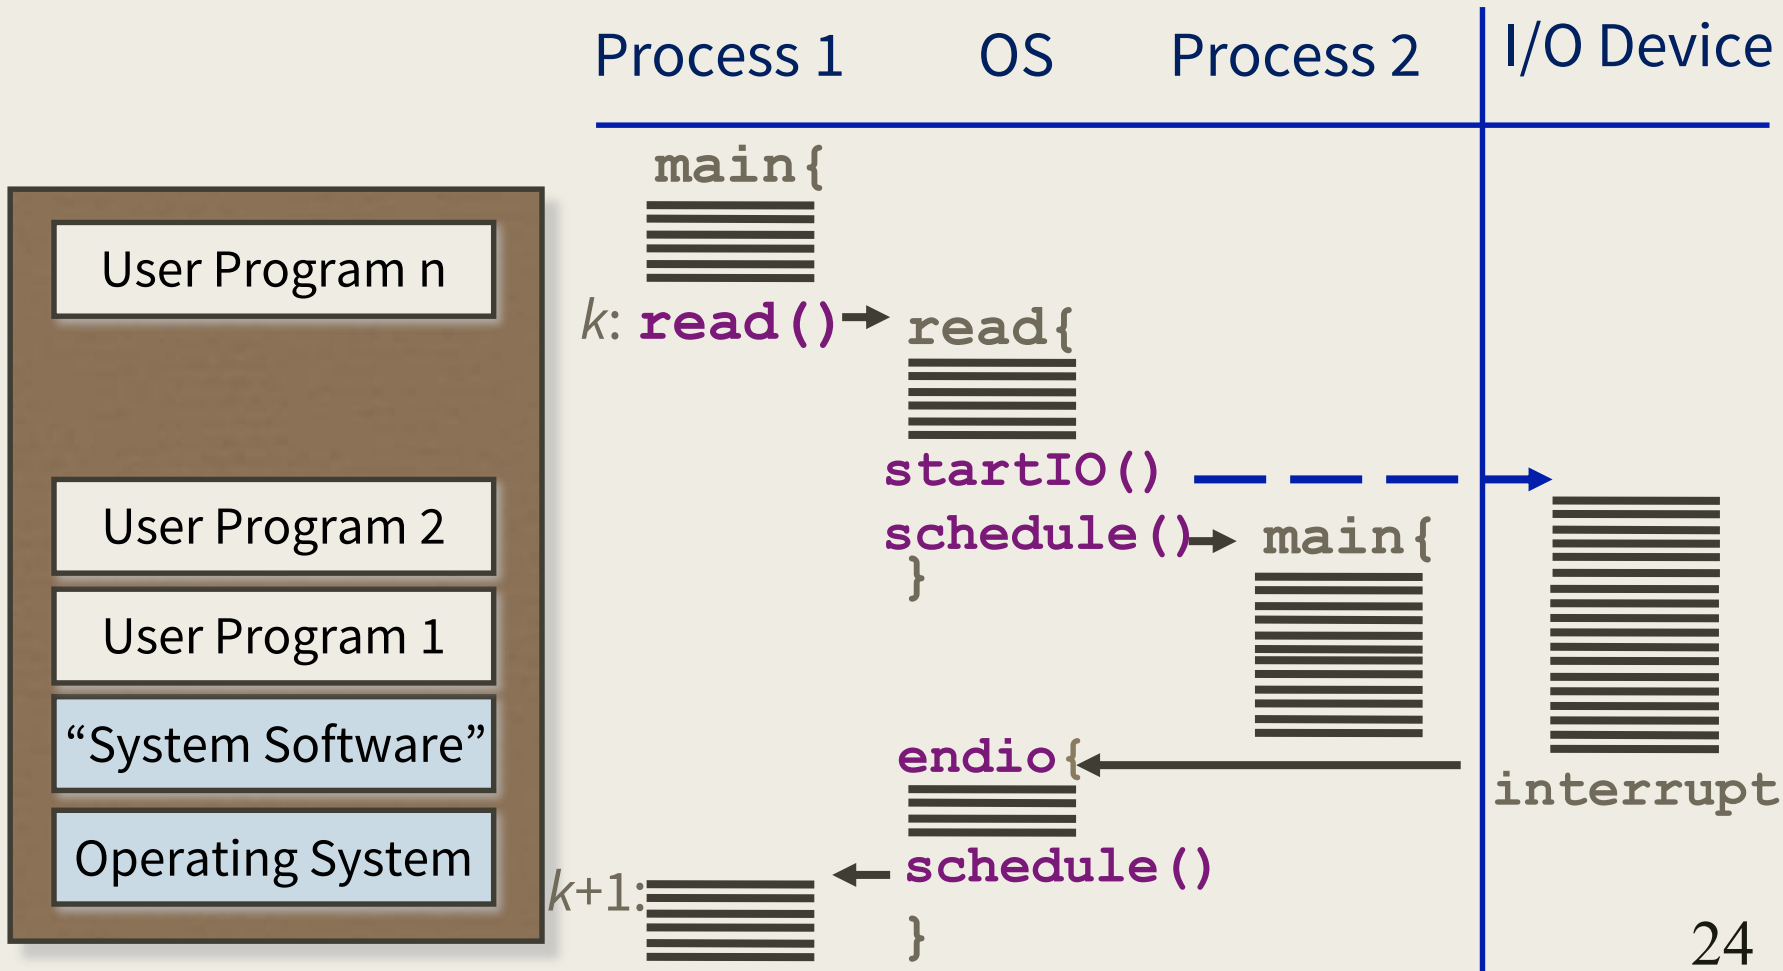 Process 1 OS Process 2 I/O Device
main{
User Program n
k: read() read{
startIO()
User Program 2
schedule() main{
}
User Program 1
“System Software”
endio{
interrupt
Operating System
schedule()
k+1:
}
24